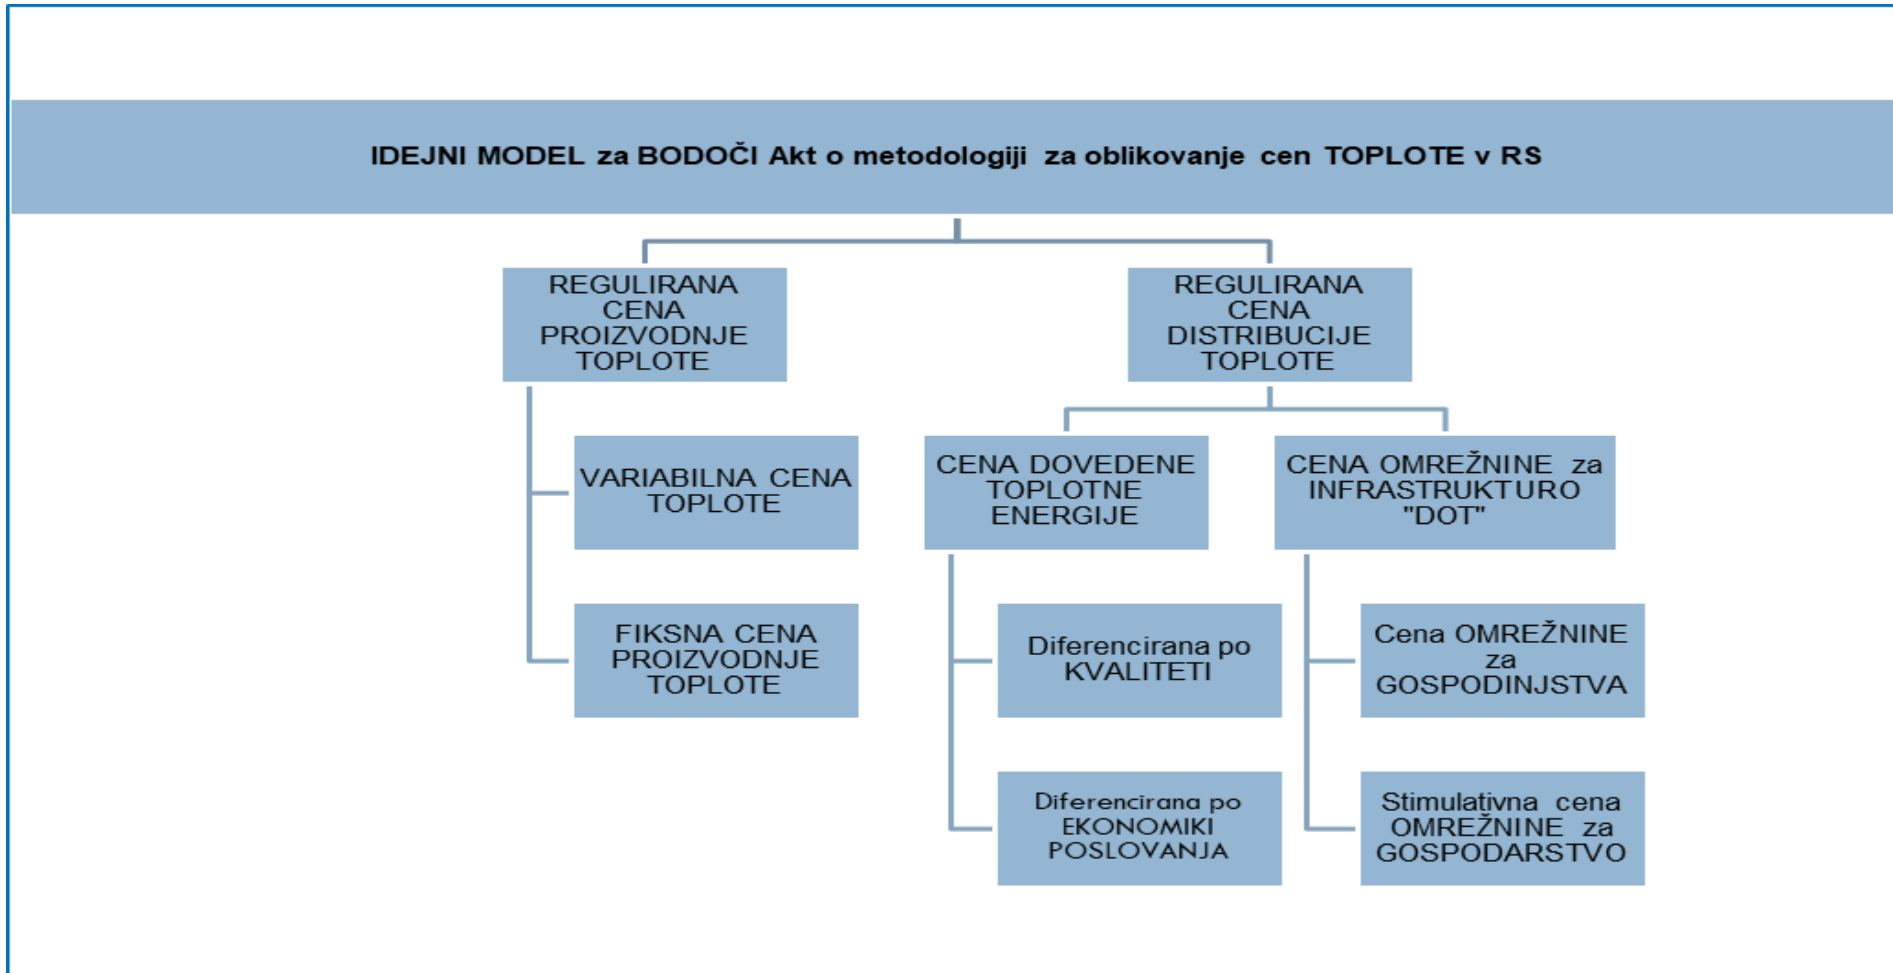 IDEJNI MODEL za BODOČI Akt o metodologiji za oblikovanje cen TOPLOTE v RS
REGULIRANA
CENA
PROIZVODNJE
TOPLOTE
REGULIRANA
CENA
DISTRIBUCIJE
TOPLOTE
VARIABILNA CENA
TOPLOTE
FIKSNA CENA
PROIZVODNJE
TOPLOTE
CENA DOVEDENE
TOPLOTNE
ENERGIJE
CENA OMREŽNINE za
INFRASTRUKTURO
"DOT"
Diferencirana po
KVALITETI
Diferencirana po
EKONOMIKI
POSLOVANJA
Cena OMREŽNINE
za
GOSPODINJSTVA
Stimulativna cena
OMREŽNINE za
GOSPODARSTVO